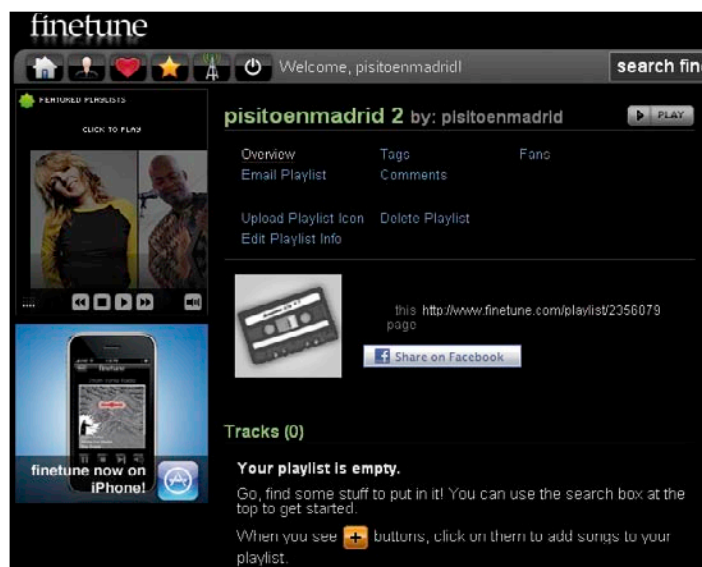 finetune
Welcome, pisitoenmadrid!
search fin
FEATURED PLAYLISTS
CLICK TO PLAY
pisitoenmadrid 2 by: pisitoenmadrid
PLAY
Overview Tags Fans
Email Playlist Comments
Upload Playlist Icon Delete Playlist
Edit Playlist Info
this page http://www.finetune.com/playlist/2356079
Share on Facebook
finetune
finetune now on
iPhone!
Tracks (0)
Your playlist is empty.
Go, find some stuff to put in it! You can use the search box at the
top to get started.
When you see + buttons, click on them to add songs to your
playlist.